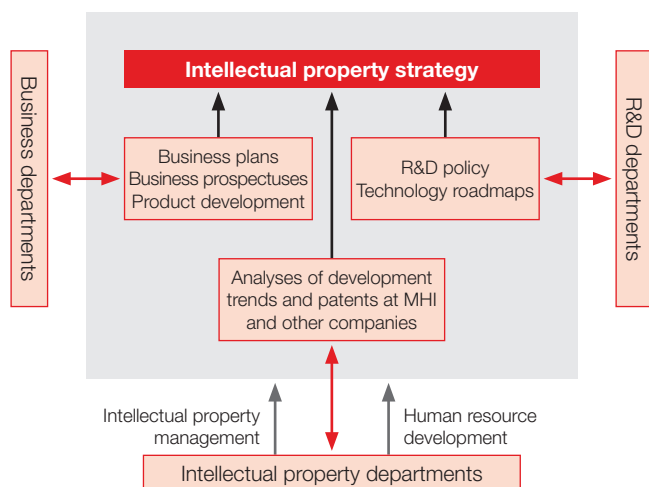 Intellectual property strategy
Business departments
Business plans
Business prospectuses
Product development
R&D policy
Technology roadmaps
R&D departments
Analyses of development
trends and patents at MHI
and other companies
Intellectual property
management
Human resource
development
Intellectual property departments